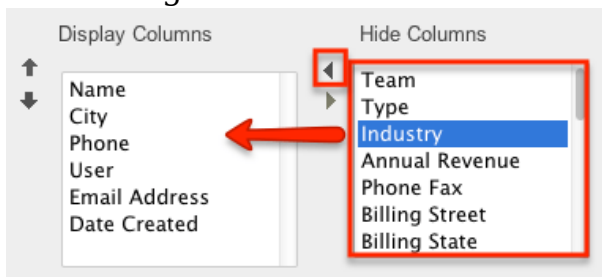 Display Columns
Name
City
Phone
User
Email Address
Date Created
Hide Columns
Team
Type
Industry
Annual Revenue
Phone Fax
Billing Street
Billing State